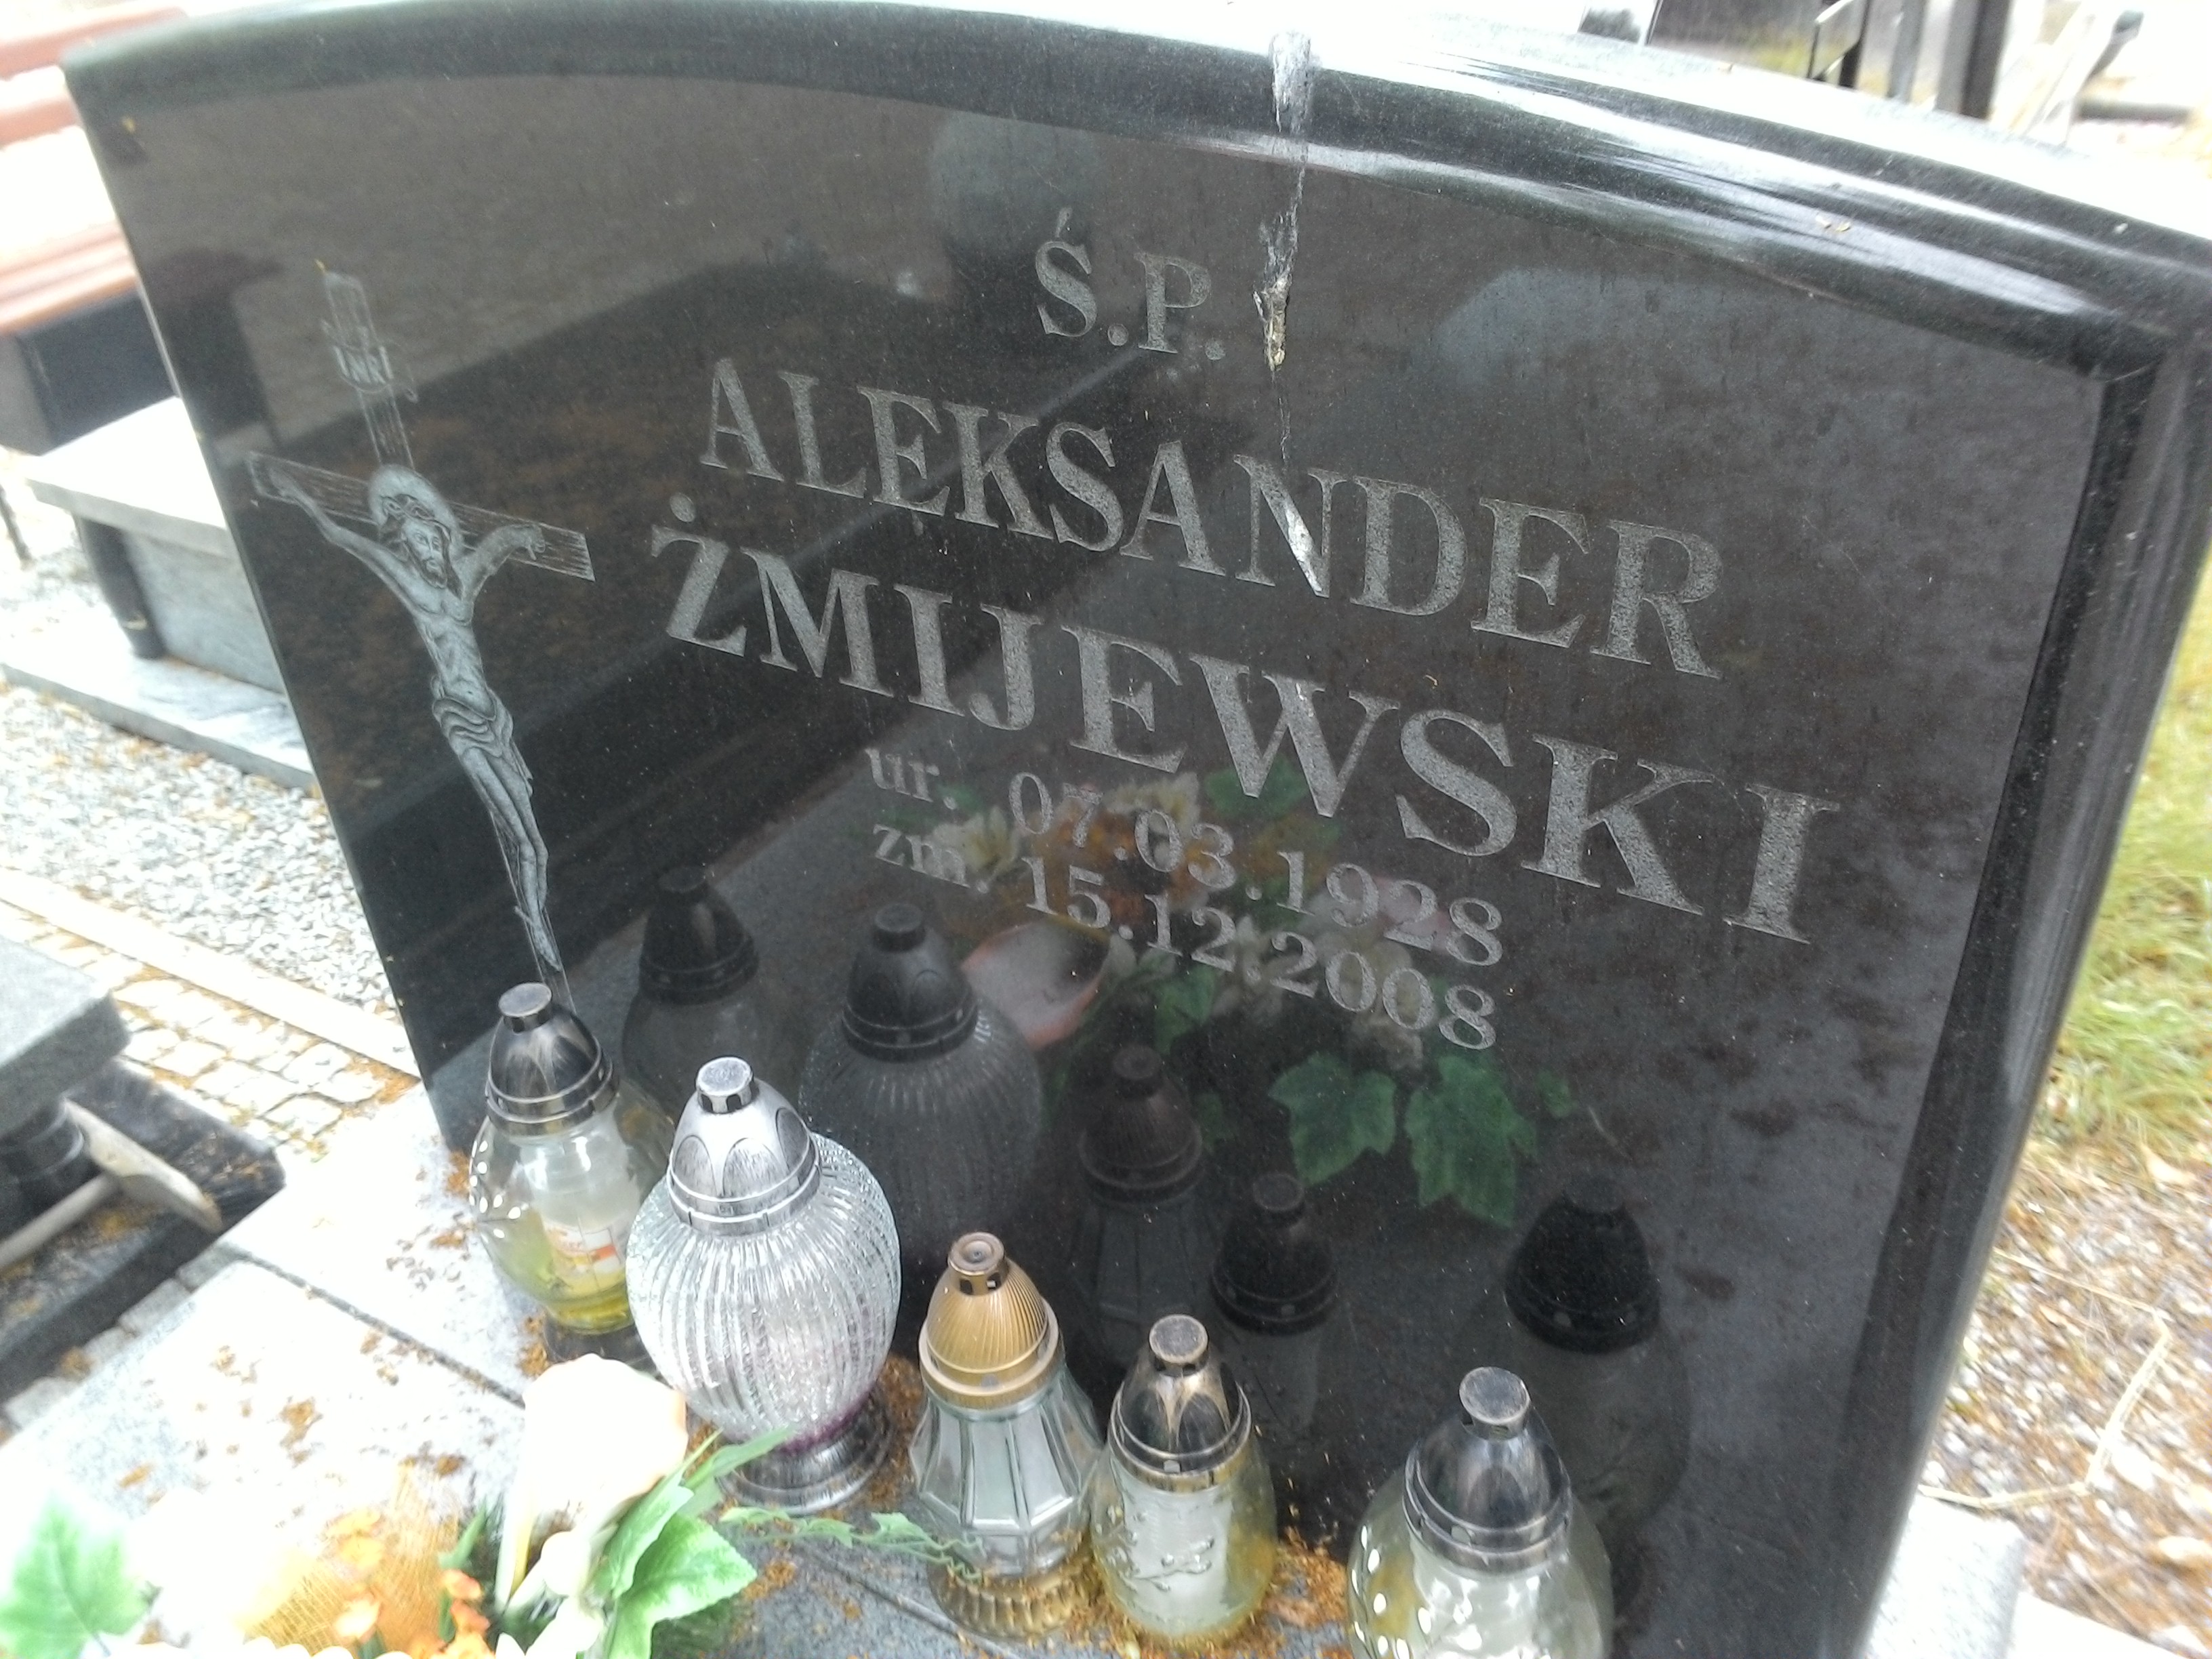 INRI
Ś.P.
ALEKSANDER
ŻMIJEWSKI
ur. 07.03.1928
zm. 15.12.2008